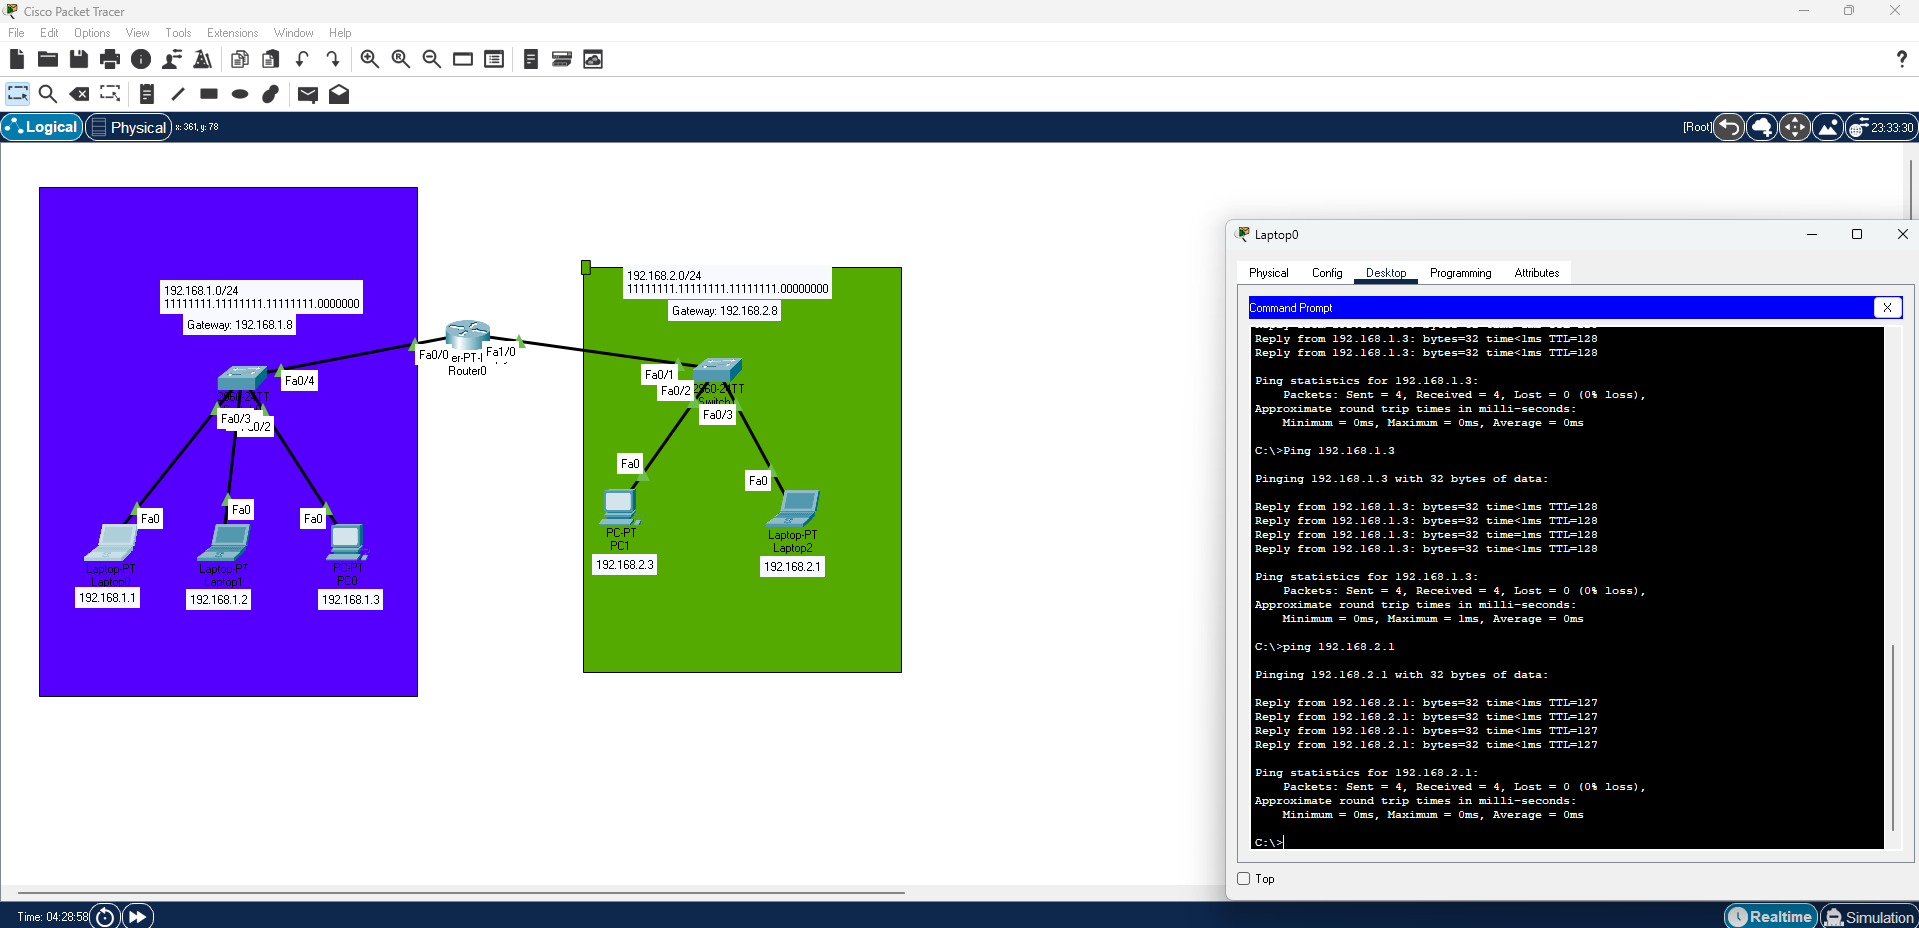 Cisco Packet Tracer
File Edit Options View Tools Extensions Window Help
?
Logical
Physical
x: 361, y: 78
[Root]
23:33:30
192.168.1.0/24
11111111.11111111.11111111.0000000
Gateway: 192.168.1.8
Fa0/4
Fa0/3
0/2
Fa0
Fa0
Fa0
Laptop-PT
Laptop0
192.168.1.1
Laptop-PT
Laptop1
192.168.1.2
PC-PT
PC0
192.168.1.3
Fa0/0
er-PT-
Fa1/0
Router0
192.168.2.0/24
11111111.11111111.11111111.00000000
Gateway: 192.168.2.8
Fa0/1
Fa0/2
2960-24TT
Switch
Fa0/3
Fa0
Fa0
PC-PT
PC1
192.168.2.3
Laptop-PT
Laptop2
192.168.2.1
Laptop0
Physical Config Desktop Programming Attributes
Command Prompt
X
Reply from 192.168.1.3: bytes=32 time<1ms TTL=128
Reply from 192.168.1.3: bytes=32 time<1ms TTL=128
Ping statistics for 192.168.1.3:
Packets: Sent = 4, Received = 4, Lost = 0 (0% loss),
Approximate round trip times in milli-seconds:
Minimum = 0ms, Maximum = 0ms, Average = 0ms
C:\>Ping 192.168.1.3
Pinging 192.168.1.3 with 32 bytes of data:
Reply from 192.168.1.3: bytes=32 time<1ms TTL=128
Reply from 192.168.1.3: bytes=32 time<1ms TTL=128
Reply from 192.168.1.3: bytes=32 time=1ms TTL=128
Reply from 192.168.1.3: bytes=32 time<1ms TTL=128
Ping statistics for 192.168.1.3:
Packets: Sent = 4, Received = 4, Lost = 0 (0% loss),
Approximate round trip times in milli-seconds:
Minimum = 0ms, Maximum = 1ms, Average = 0ms
C:\>ping 192.168.2.1
Pinging 192.168.2.1 with 32 bytes of data:
Reply from 192.168.2.1: bytes=32 time<1ms TTL=127
Reply from 192.168.2.1: bytes=32 time<1ms TTL=127
Reply from 192.168.2.1: bytes=32 time<1ms TTL=127
Reply from 192.168.2.1: bytes=32 time<1ms TTL=127
Ping statistics for 192.168.2.1:
Packets: Sent = 4, Received = 4, Lost = 0 (0% loss),
Approximate round trip times in milli-seconds:
Minimum = 0ms, Maximum = 0ms, Average = 0ms
C:\>
Top
Time: 04:28:58
Realtime
Simulation